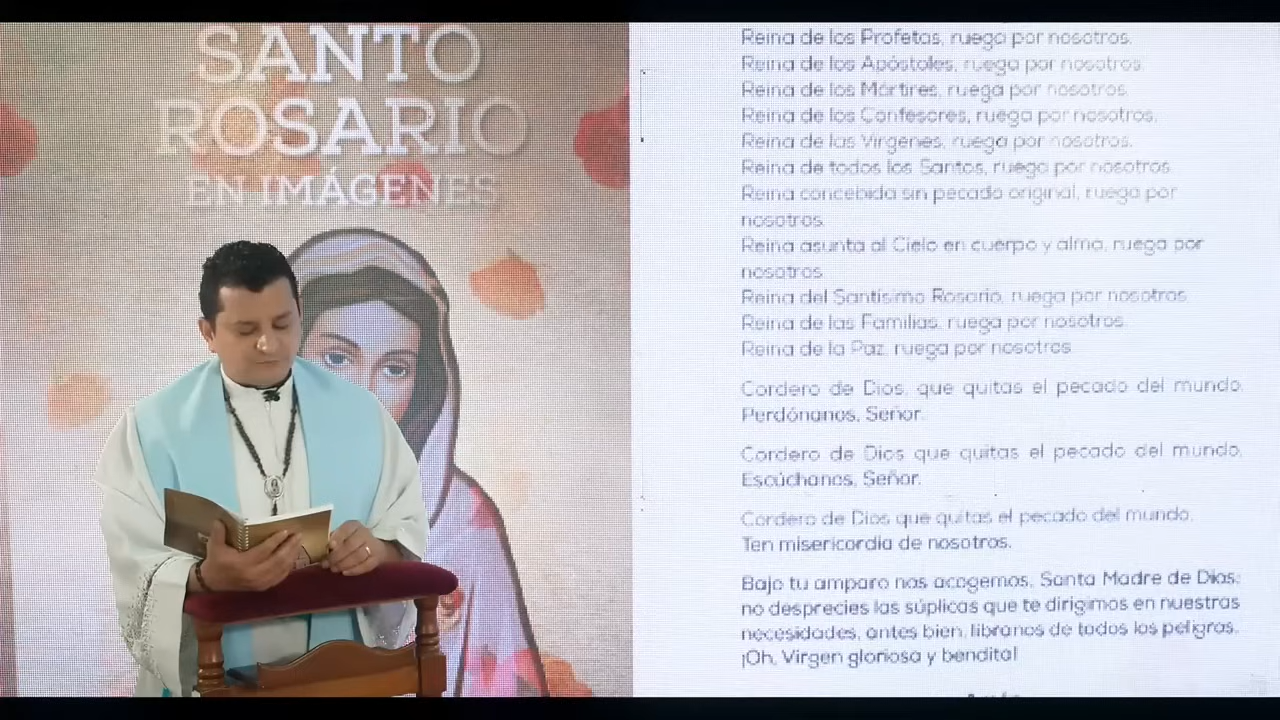 SANTO
ROSARIO
EN IMÁGENES
Reina de los Profetas, ruega por nosotros.
Reina de los Apóstoles, ruega por nosotros.
Reina de los Mártires, ruega por nosotros.
Reina de los Confesores, ruega por nosotros.
Reina de las Vírgenes, ruega por nosotros.
Reina de todos los Santos, ruega por nosotros.
Reina concebida sin pecado original, ruega por
nosotros.
Reina asunta al Cielo en cuerpo y alma, ruega por
nosotros.
Reina del Santísimo Rosario, ruega por nosotros.
Reina de las Familias, ruega por nosotros.
Reina de la Paz, ruega por nosotros.
Cordero de Dios, que quitas el pecado del mundo.
Perdónanos, Señor.
Cordero de Dios que quitas el pecado del mundo,
Escúchanos, Señor.
Cordero de Dios que quitas el pecado del mundo,
Ten misericordia de nosotros.
Bajo tu amparo nos acogemos, Santa Madre de Dios;
no desprecies las súplicas que te dirigimos en nuestras
necesidades, antes bien, líbranos de todos los peligros,
¡Oh, Virgen gloriosa y bendita!